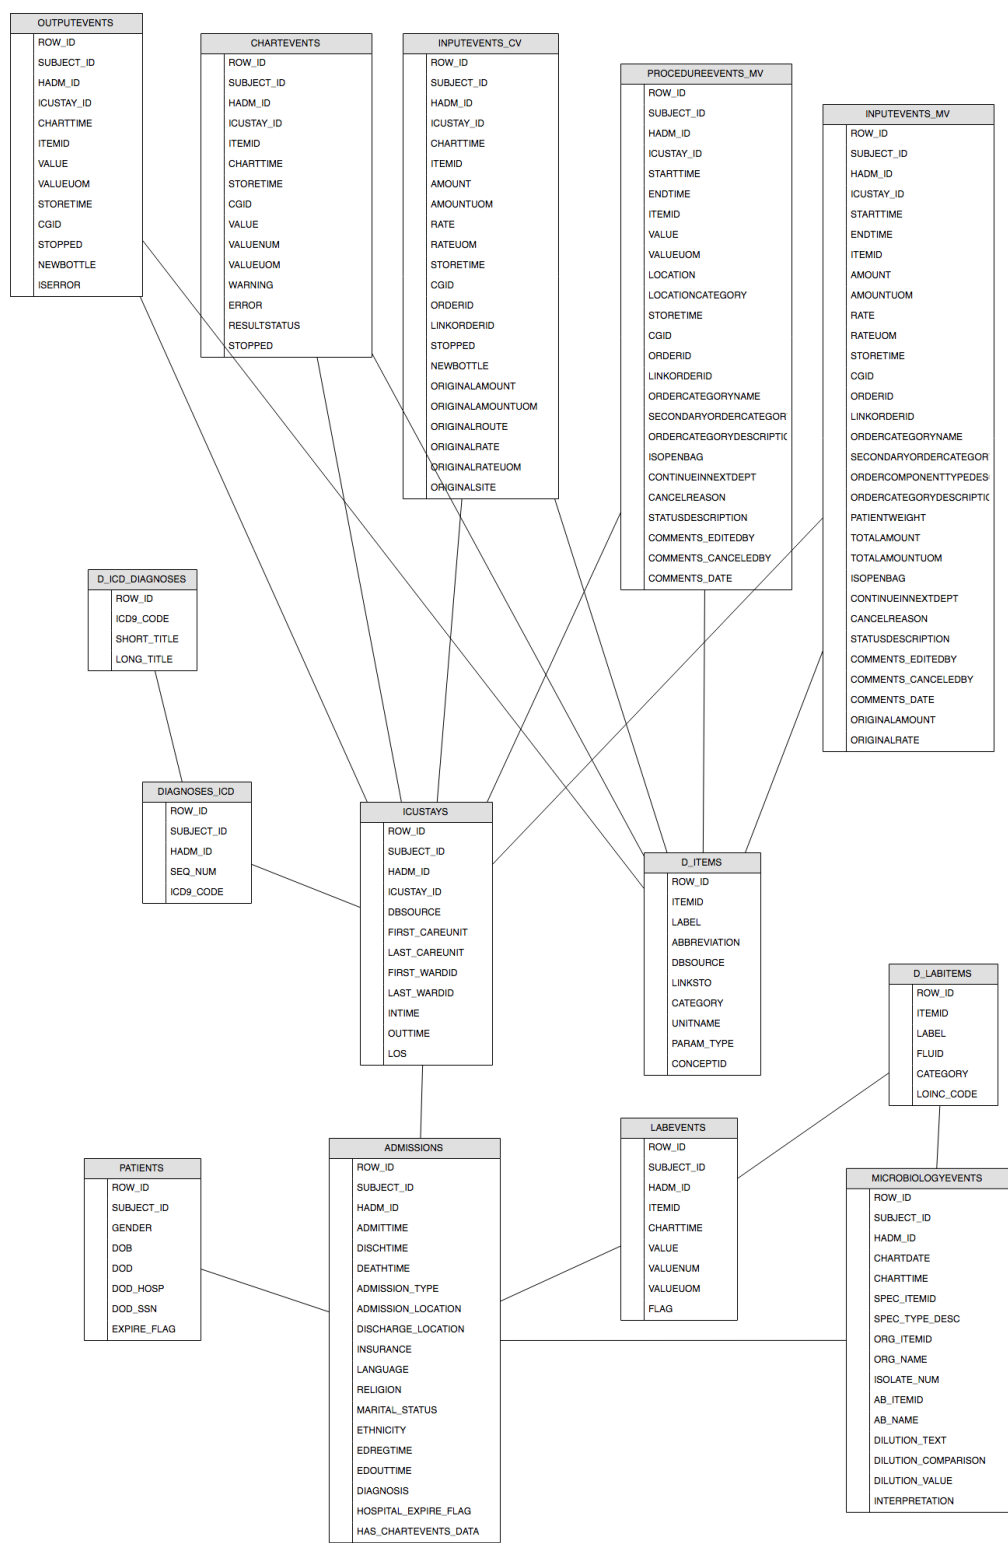 OUTPUTEVENTS
ROW_ID
SUBJECT_ID
HADM_ID
ICUSTAY_ID
CHARTTIME
ITEMID
VALUE
VALUEUOM
STORETIME
CGID
STOPPED
NEWBOTTLE
ISERROR
CHARTEVENTS
ROW_ID
SUBJECT_ID
HADM_ID
ICUSTAY_ID
ITEMID
CHARTTIME
STORETIME
CGID
VALUE
VALUENUM
VALUEUOM
WARNING
ERROR
RESULTSTATUS
STOPPED
INPUTEVENTS_CV
ROW_ID
SUBJECT_ID
HADM_ID
ICUSTAY_ID
CHARTTIME
ITEMID
AMOUNT
AMOUNTUOM
RATE
RATEUOM
STORETIME
CGID
ORDERID
LINKORDERID
STOPPED
NEWBOTTLE
ORIGINALAMOUNT
ORIGINALAMOUNTUOM
ORIGINALROUTE
ORIGINALRATE
ORIGINALRATEUOM
ORIGINALSITE
PROCEDUREEVENTS_MV
ROW_ID
SUBJECT_ID
HADM_ID
ICUSTAY_ID
STARTTIME
ENDTIME
ITEMID
VALUE
VALUEUOM
LOCATION
LOCATIONCATEGORY
STORETIME
CGID
ORDERID
LINKORDERID
ORDERCATEGORYNAME
SECONDARYORDERCATEGOR
ORDERCATEGORYDESCRIPTIC
ISOPENBAG
CONTINUEINNEXTDEPT
CANCELREASON
STATUSDESCRIPTION
COMMENTS_EDITEDBY
COMMENTS_CANCELEDBY
COMMENTS_DATE
INPUTEVENTS_MV
ROW_ID
SUBJECT_ID
HADM_ID
ICUSTAY_ID
STARTTIME
ENDTIME
ITEMID
AMOUNT
AMOUNTUOM
RATE
RATEUOM
STORETIME
CGID
ORDERID
LINKORDERID
ORDERCATEGORYNAME
SECONDARYORDERCATEGOR
ORDERCOMPONENTTYPEDES
ORDERCATEGORYDESCRIPTIC
PATIENTWEIGHT
TOTALAMOUNT
TOTALAMOUNTUOM
ISOPENBAG
CONTINUEINNEXTDEPT
CANCELREASON
STATUSDESCRIPTION
COMMENTS_EDITEDBY
COMMENTS_CANCELEDBY
COMMENTS_DATE
ORIGINALAMOUNT
ORIGINALRATE
D_ICD_DIAGNOSES
ROW_ID
ICD9_CODE
SHORT_TITLE
LONG_TITLE
DIAGNOSES_ICD
ROW_ID
SUBJECT_ID
HADM_ID
SEQ_NUM
ICD9_CODE
ICUSTAYS
ROW_ID
SUBJECT_ID
HADM_ID
ICUSTAY_ID
DBSOURCE
FIRST_CAREUNIT
LAST_CAREUNIT
FIRST_WARDID
LAST_WARDID
INTIME
OUTTIME
LOS
D_ITEMS
ROW_ID
ITEMID
LABEL
ABBREVIATION
DBSOURCE
LINKSTO
CATEGORY
UNITNAME
PARAM_TYPE
CONCEPTID
D_LABITEMS
ROW_ID
ITEMID
LABEL
FLUID
CATEGORY
LOINC_CODE
PATIENTS
ROW_ID
SUBJECT_ID
GENDER
DOB
DOD
DOD_HOSP
DOD_SSN
EXPIRE_FLAG
ADMISSIONS
ROW_ID
SUBJECT_ID
HADM_ID
ADMITTIME
DISCHTIME
DEATHTIME
ADMISSION_TYPE
ADMISSION_LOCATION
DISCHARGE_LOCATION
INSURANCE
LANGUAGE
RELIGION
MARITAL_STATUS
ETHNICITY
EDREGTIME
EDOUTTIME
DIAGNOSIS
HOSPITAL_EXPIRE_FLAG
HAS_CHARTEVENTS_DATA
LABEVENTS
ROW_ID
SUBJECT_ID
HADM_ID
ITEMID
CHARTTIME
VALUE
VALUENUM
VALUEUOM
FLAG
MICROBIOLOGYEVENTS
ROW_ID
SUBJECT_ID
HADM_ID
CHARTDATE
CHARTTIME
SPEC_ITEMID
SPEC_TYPE_DESC
ORG_ITEMID
ORG_NAME
ISOLATE_NUM
AB_ITEMID
AB_NAME
DILUTION_TEXT
DILUTION_COMPARISON
DILUTION_VALUE
INTERPRETATION